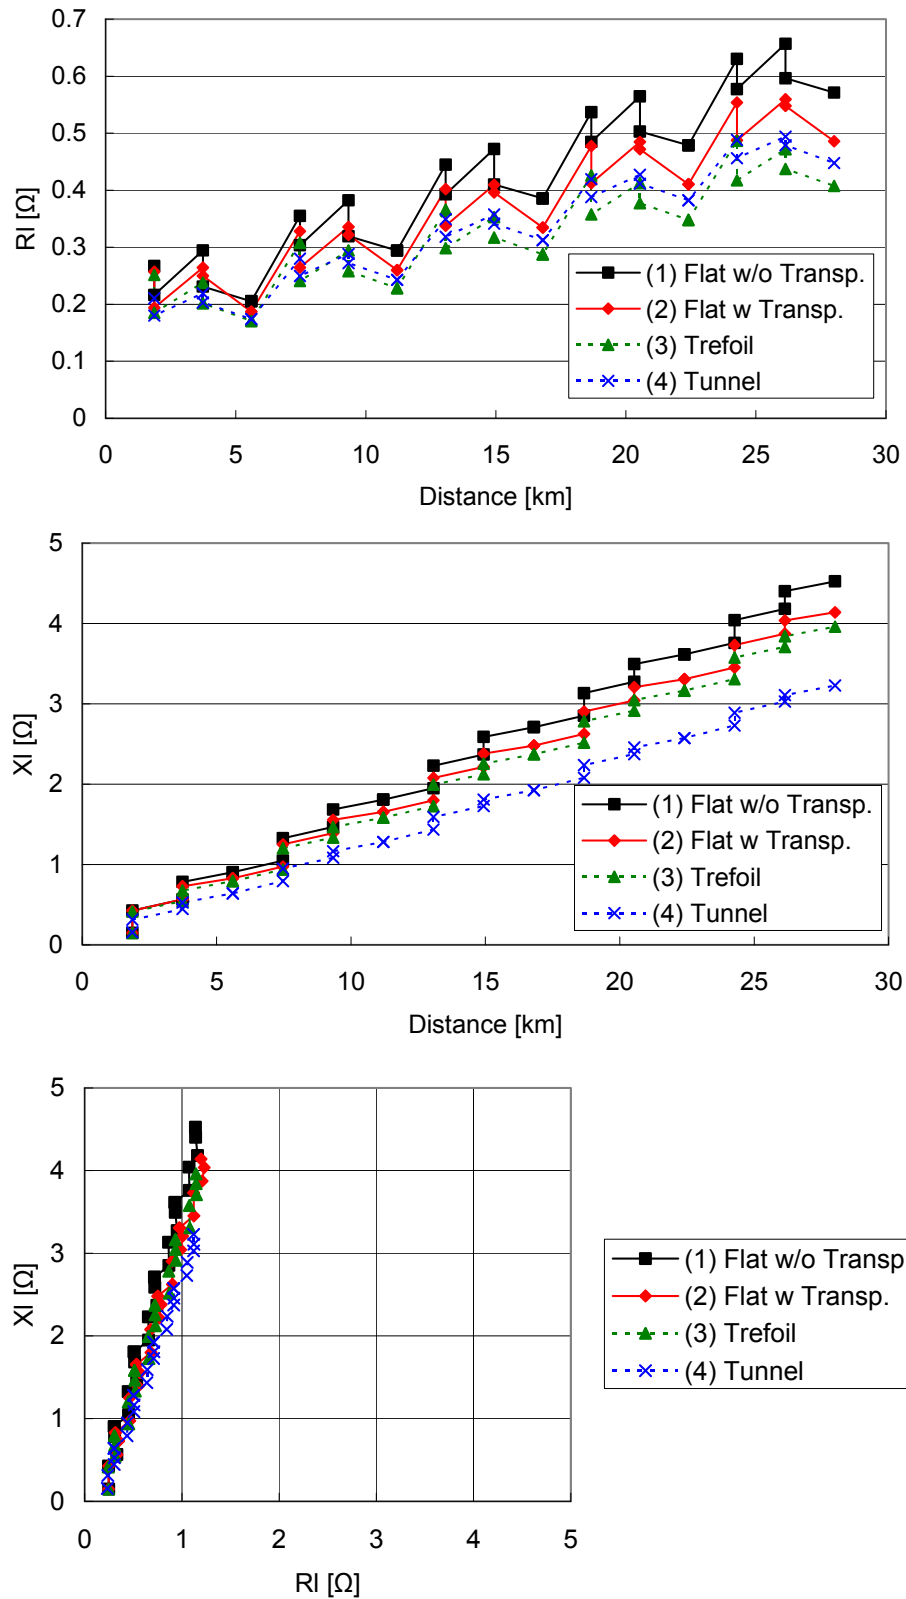 0.7
0.6
0.5
0.4
0.3
0.2
0.1
0
Rl [Ω]
(1) Flat w/o Transp.
(2) Flat w Transp.
(3) Trefoil
(4) Tunnel
0 5 10 15 20 25 30
Distance [km]
5
4
3
2
1
0
Xl [Ω]
(1) Flat w/o Transp.
(2) Flat w Transp.
(3) Trefoil
(4) Tunnel
0 5 10 15 20 25 30
Distance [km]
5
4
3
2
1
0
Xl [Ω]
0 1 2 3 4 5
Rl [Ω]
(1) Flat w/o Transp
(2) Flat w Transp.
(3) Trefoil
(4) Tunnel